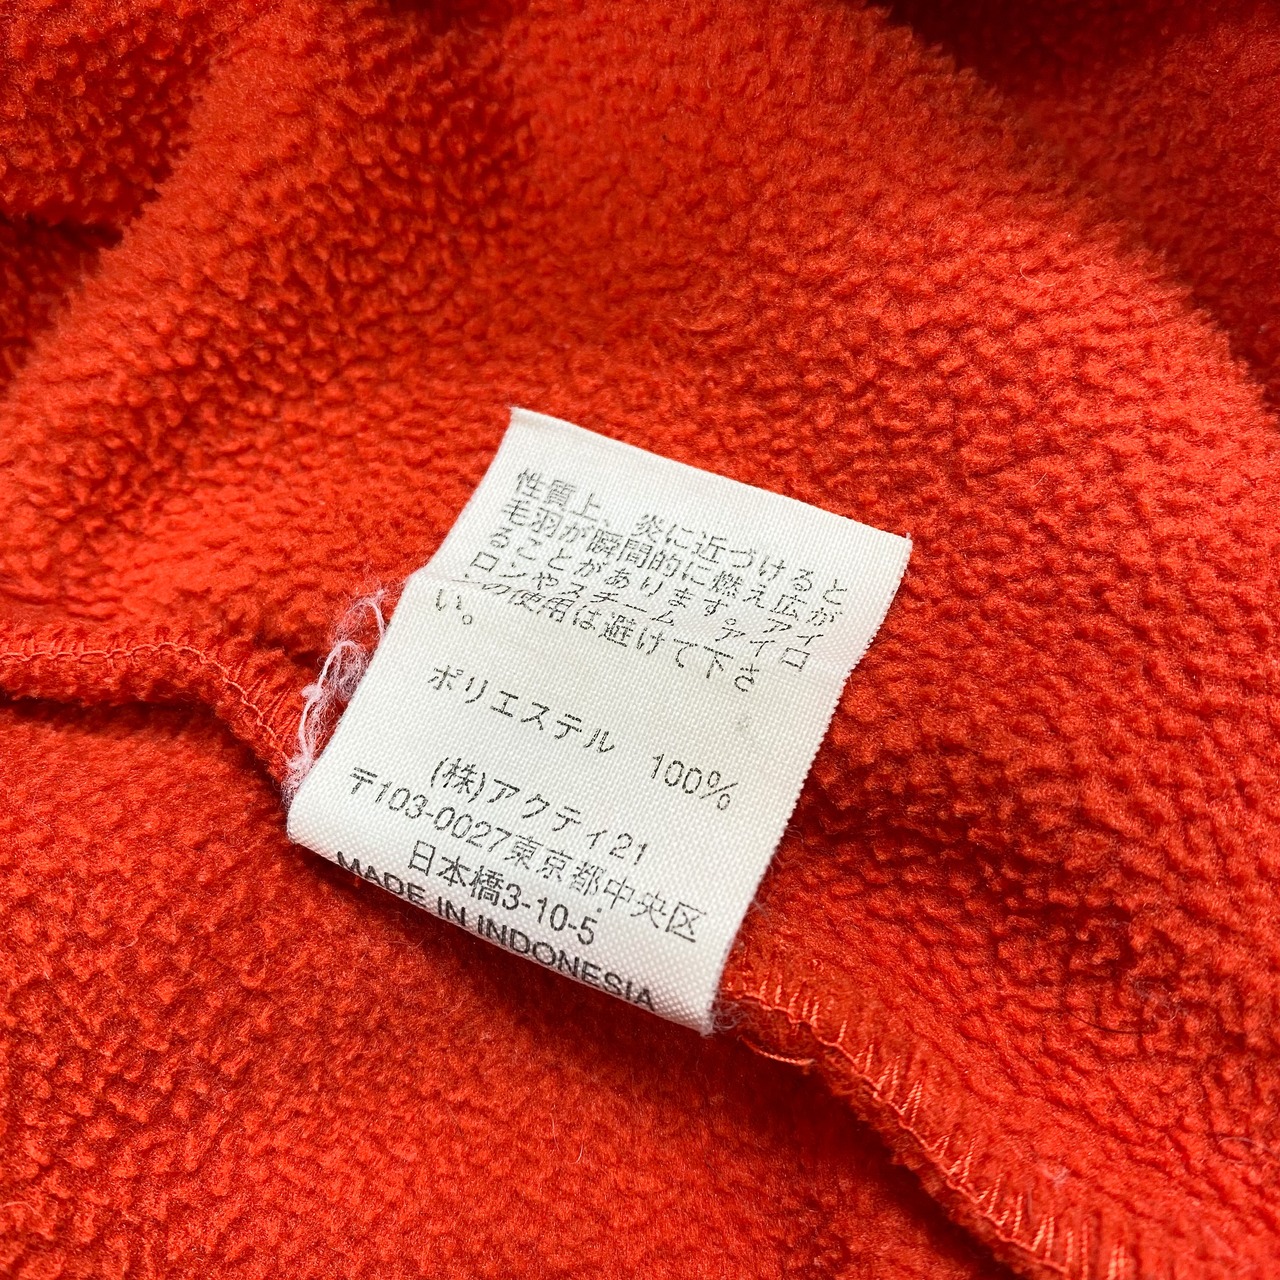 性質上、炎に近づけると
毛羽が瞬間的に燃え広が
ることがあります。アイ
ロンやスチームアイロ
ンの使用は避けて下さ
い。
ポリエステル 100%
(株)アクティ21
〒103-0027東京都中央区
日本橋3-10-5
MADE IN INDONESIA